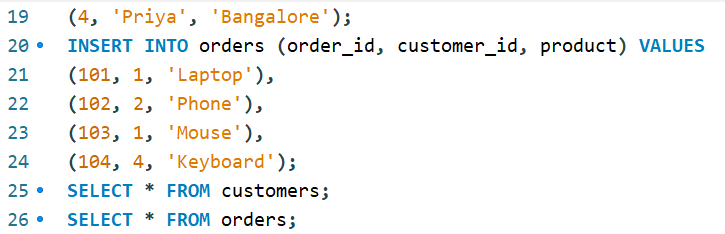 19 (4, 'Priya', 'Bangalore');
20 INSERT INTO orders (order_id, customer_id, product) VALUES
21 (101, 1, 'Laptop'),
22 (102, 2, 'Phone'),
23 (103, 1, 'Mouse'),
24 (104, 4, 'Keyboard');
25 SELECT * FROM customers;
26 SELECT * FROM orders;